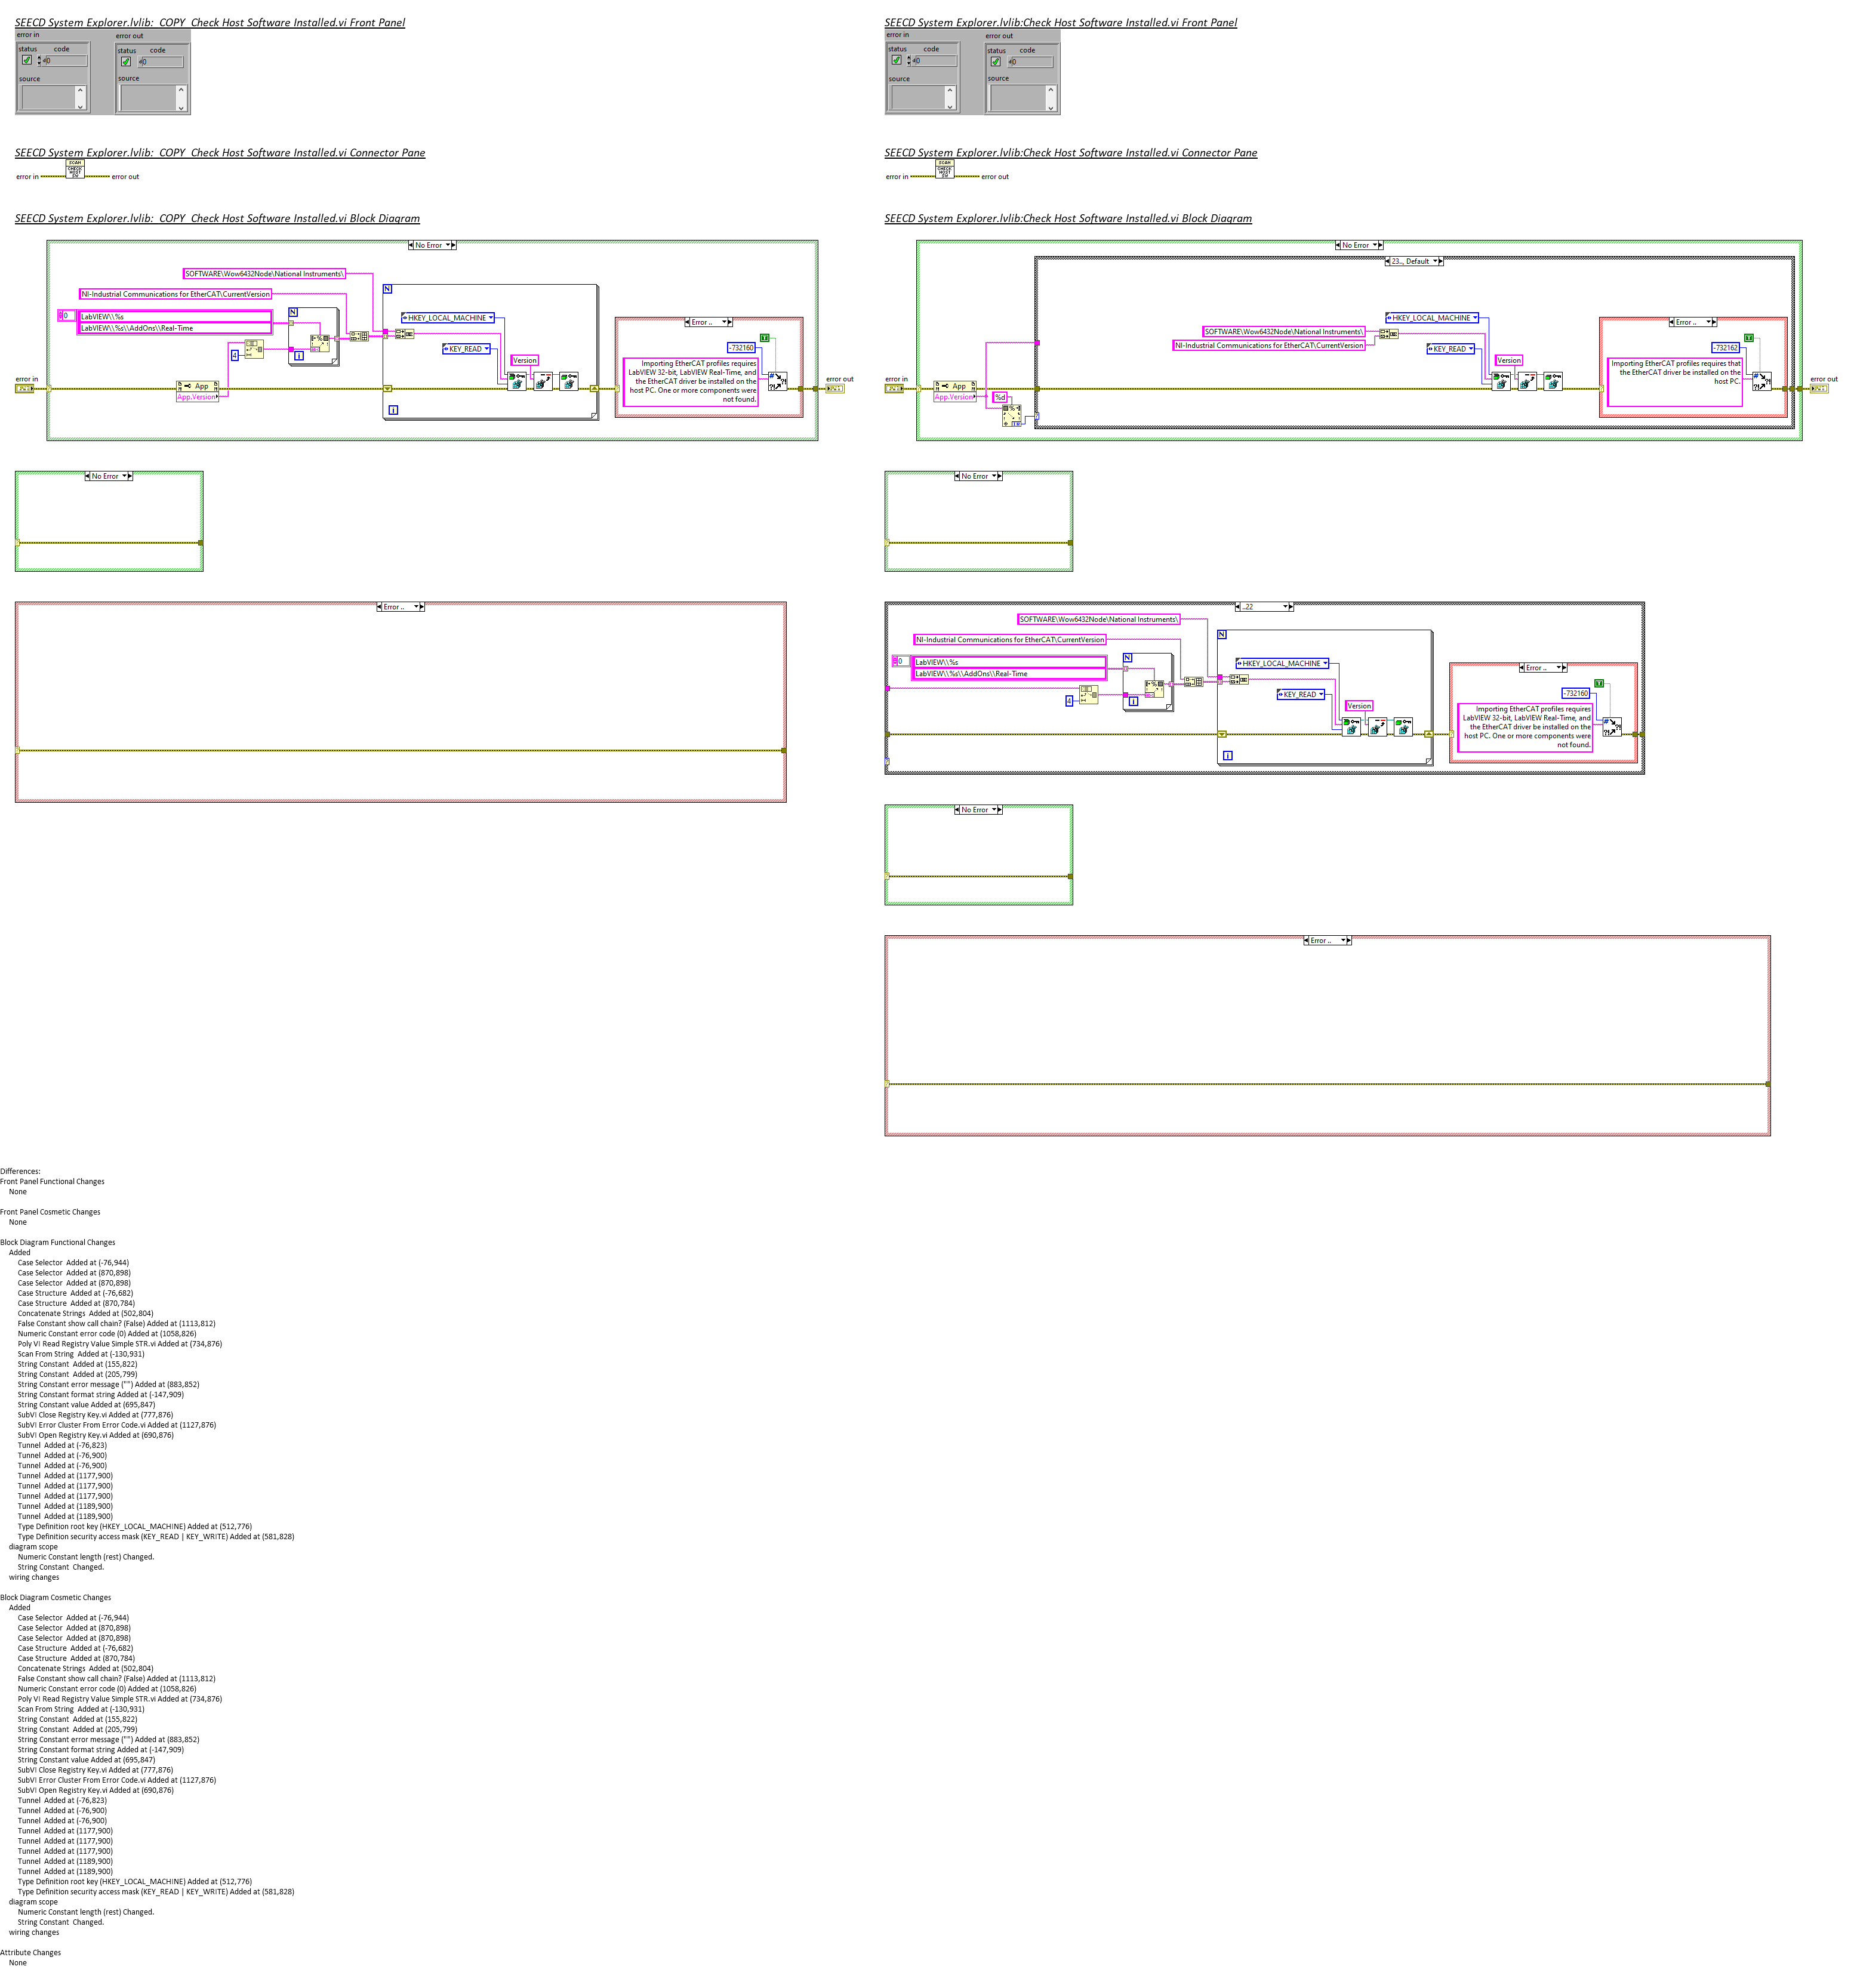 SEECD System Explorer.lvlib:  COPY  Check Host Software Installed.vi Front Panel
error in
error out
status
code
status
code
0
0
source
source
SEECD System Explorer.lvlib:  COPY  Check Host Software Installed.vi Connector Pane
error in
error out
SEECD System Explorer.lvlib:  COPY  Check Host Software Installed.vi Block Diagram
No Error
SOFTWARE\Wow6432Node\National Instruments\
NI-Industrial Communications for EtherCAT\CurrentVersion
0
LabVIEW\\%s
LabVIEW\\%s\\AddOns\\Real-Time
N
N
i
4
HKEY_LOCAL_MACHINE
KEY_READ
Version
i
error in
App
App.Version
Error ..
-732160
Importing EtherCAT profiles requires
LabVIEW 32-bit, LabVIEW Real-Time, and
the EtherCAT driver be installed on the
host PC. One or more components were
not found.
error out
No Error
Error ..
SEECD System Explorer.lvlib:Check Host Software Installed.vi Front Panel
error in
error out
status
code
status
code
0
0
source
source
SEECD System Explorer.lvlib:Check Host Software Installed.vi Connector Pane
error in
error out
SEECD System Explorer.lvlib:Check Host Software Installed.vi Block Diagram
No Error
23.., Default
HKEY_LOCAL_MACHINE
SOFTWARE\Wow6432Node\National Instruments\
NI-Industrial Communications for EtherCAT\CurrentVersion
KEY_READ
Version
error in
App
App.Version
%d
Error ..
-732162
Importing EtherCAT profiles requires that
the EtherCAT driver be installed on the
host PC.
error out
No Error
..22
SOFTWARE\Wow6432Node\National Instruments\
NI-Industrial Communications for EtherCAT\CurrentVersion
0
LabVIEW\\%s
LabVIEW\\%s\\AddOns\\Real-Time
N
N
i
4
HKEY_LOCAL_MACHINE
KEY_READ
Version
i
Error ..
-732160
Importing EtherCAT profiles requires
LabVIEW 32-bit, LabVIEW Real-Time, and
the EtherCAT driver be installed on the
host PC. One or more components were
not found.
No Error
Error ..
Differences:
Front Panel Functional Changes
None
Front Panel Cosmetic Changes
None
Block Diagram Functional Changes
Added
Case Selector  Added at (-76,944)
Case Selector  Added at (870,898)
Case Selector  Added at (870,898)
Case Structure  Added at (-76,682)
Case Structure  Added at (870,784)
Concatenate Strings  Added at (502,804)
False Constant show call chain? (False) Added at (1113,812)
Numeric Constant error code (0) Added at (1058,826)
Poly VI Read Registry Value Simple STR.vi Added at (734,876)
Scan From String  Added at (-130,931)
String Constant  Added at (155,822)
String Constant  Added at (205,799)
String Constant error message ("") Added at (883,852)
String Constant format string Added at (-147,909)
String Constant value Added at (695,847)
SubVI Close Registry Key.vi Added at (777,876)
SubVI Error Cluster From Error Code.vi Added at (1127,876)
SubVI Open Registry Key.vi Added at (690,876)
Tunnel  Added at (-76,823)
Tunnel  Added at (-76,900)
Tunnel  Added at (-76,900)
Tunnel  Added at (1177,900)
Tunnel  Added at (1177,900)
Tunnel  Added at (1177,900)
Tunnel  Added at (1189,900)
Tunnel  Added at (1189,900)
Type Definition root key (HKEY_LOCAL_MACHINE) Added at (512,776)
Type Definition security access mask (KEY_READ | KEY_WRITE) Added at (581,828)
diagram scope
Numeric Constant length (rest) Changed.
String Constant  Changed.
wiring changes
Block Diagram Cosmetic Changes
Added
Case Selector  Added at (-76,944)
Case Selector  Added at (870,898)
Case Selector  Added at (870,898)
Case Structure  Added at (-76,682)
Case Structure  Added at (870,784)
Concatenate Strings  Added at (502,804)
False Constant show call chain? (False) Added at (1113,812)
Numeric Constant error code (0) Added at (1058,826)
Poly VI Read Registry Value Simple STR.vi Added at (734,876)
Scan From String  Added at (-130,931)
String Constant  Added at (155,822)
String Constant  Added at (205,799)
String Constant error message ("") Added at (883,852)
String Constant format string Added at (-147,909)
String Constant value Added at (695,847)
SubVI Close Registry Key.vi Added at (777,876)
SubVI Error Cluster From Error Code.vi Added at (1127,876)
SubVI Open Registry Key.vi Added at (690,876)
Tunnel  Added at (-76,823)
Tunnel  Added at (-76,900)
Tunnel  Added at (-76,900)
Tunnel  Added at (1177,900)
Tunnel  Added at (1177,900)
Tunnel  Added at (1177,900)
Tunnel  Added at (1189,900)
Tunnel  Added at (1189,900)
Type Definition root key (HKEY_LOCAL_MACHINE) Added at (512,776)
Type Definition security access mask (KEY_READ | KEY_WRITE) Added at (581,828)
diagram scope
Numeric Constant length (rest) Changed.
String Constant  Changed.
wiring changes
Attribute Changes
None